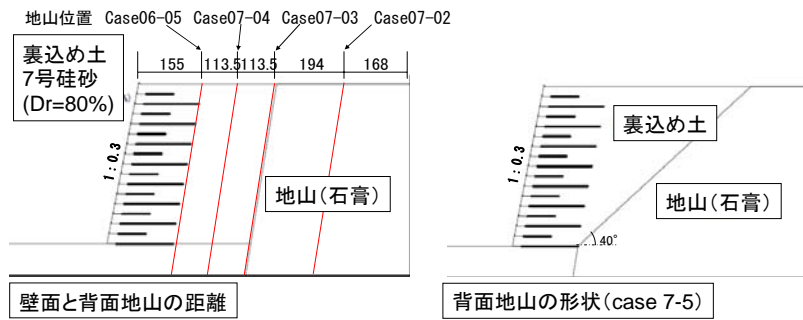 地山位置 Case06-05 Case07-04 Case07-03 Case07-02
155 113.5 113.5 194 168
裏込め土
7号硅砂
(Dr=80%)
1:0.3
地山(石膏)
壁面と背面地山の距離
裏込め土
1:0.3
地山(石膏)
40°
背面地山の形状(case 7-5)